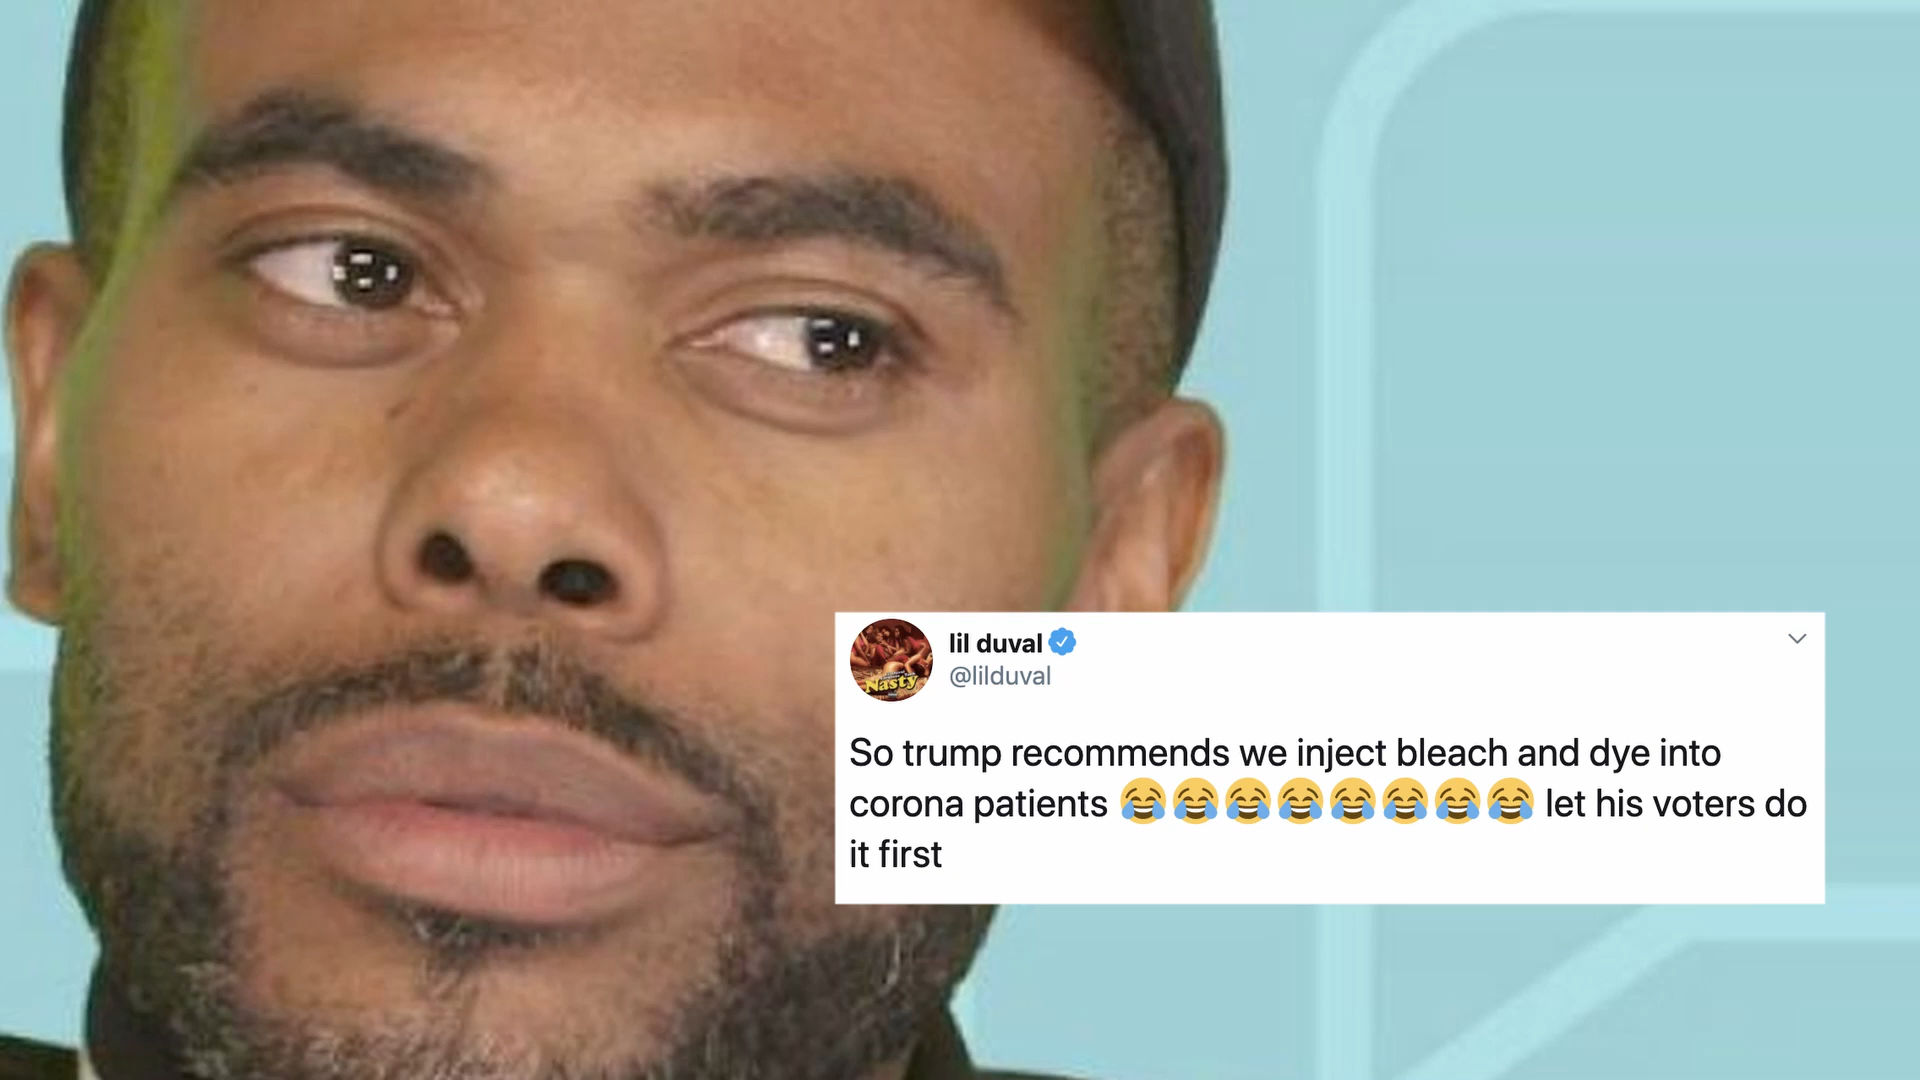 Nasty
lil duval
@lilduval
So trump recommends we inject bleach and dye into
corona patients 😂😂😂😂😂😂😂😂 let his voters do
it first